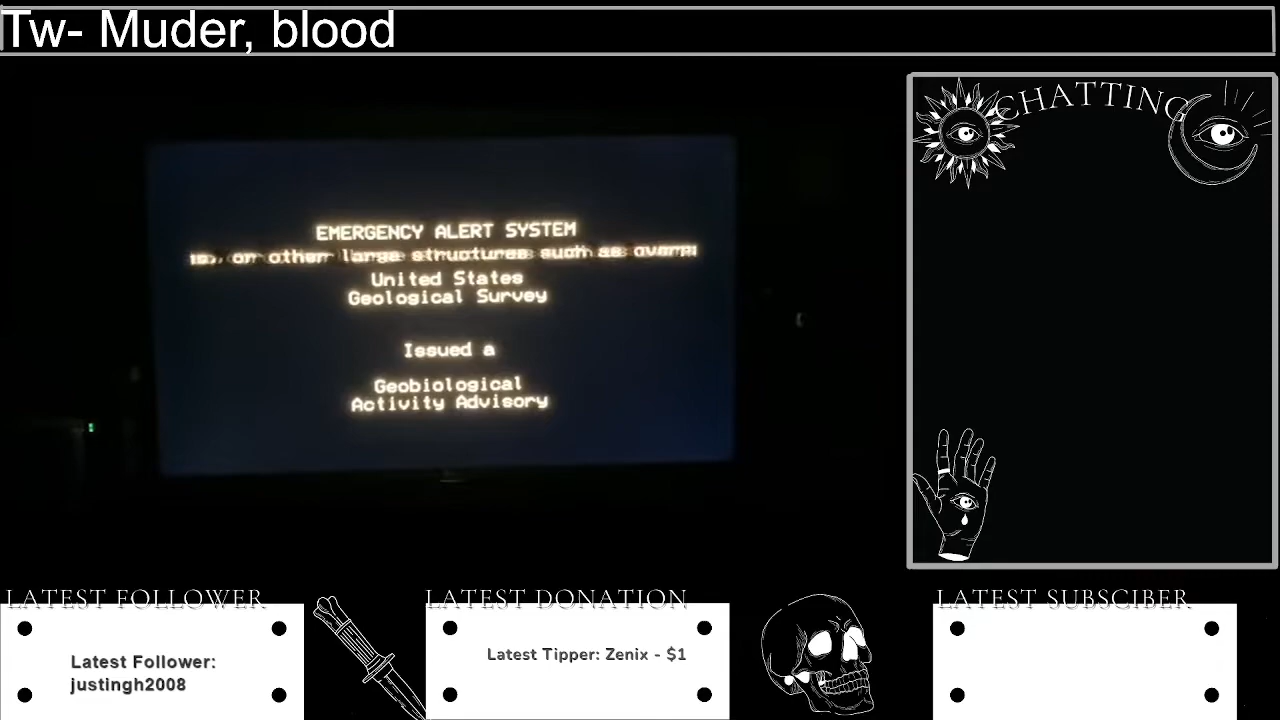 Tw- Muder, blood
CHATTING
EMERGENCY ALERT SYSTEM
or other large structures such as
United States
Geological Survey
Issued a
Geobiological
Activity Advisory
LATEST FOLLOWER
LATEST DONATION
LATEST SUBSCIBER
Latest Follower:
justingh2008
Latest Tipper: Zenix - $1